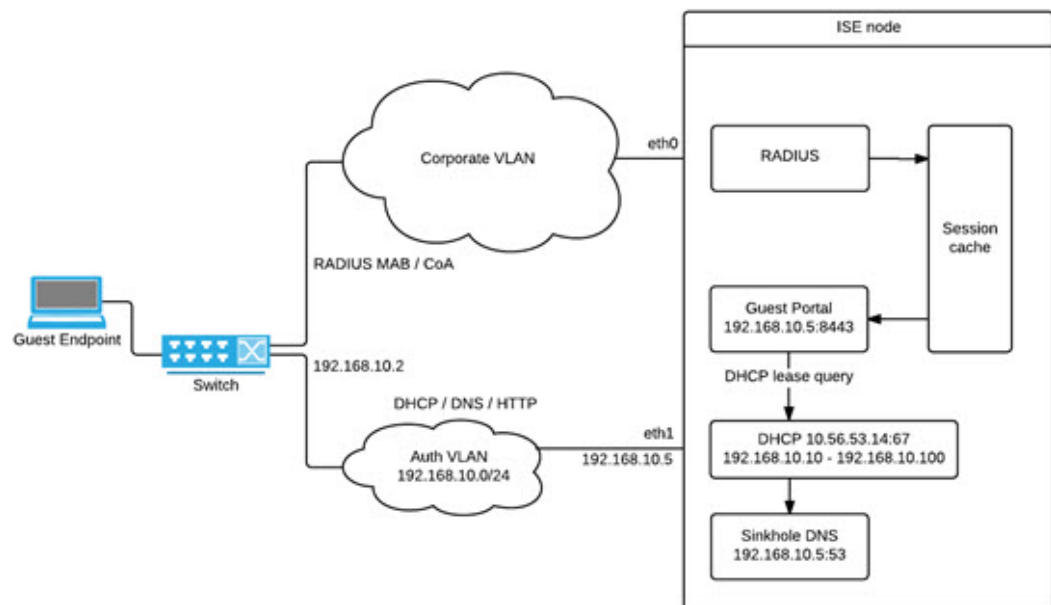 ISE node
eth0
RADIUS
Corporate VLAN
Session
cache
RADIUS MAB / CoA
Guest Portal
192.168.10.5:8443
Guest Endpoint
192.168.10.2
Switch
DHCP lease query
DHCP / DNS / HTTP
eth1
DHCP 10.56.53.14:67
192.168.10.10 - 192.168.10.100
Auth VLAN
192.168.10.0/24
192.168.10.5
Sinkhole DNS
192.168.10.5:53